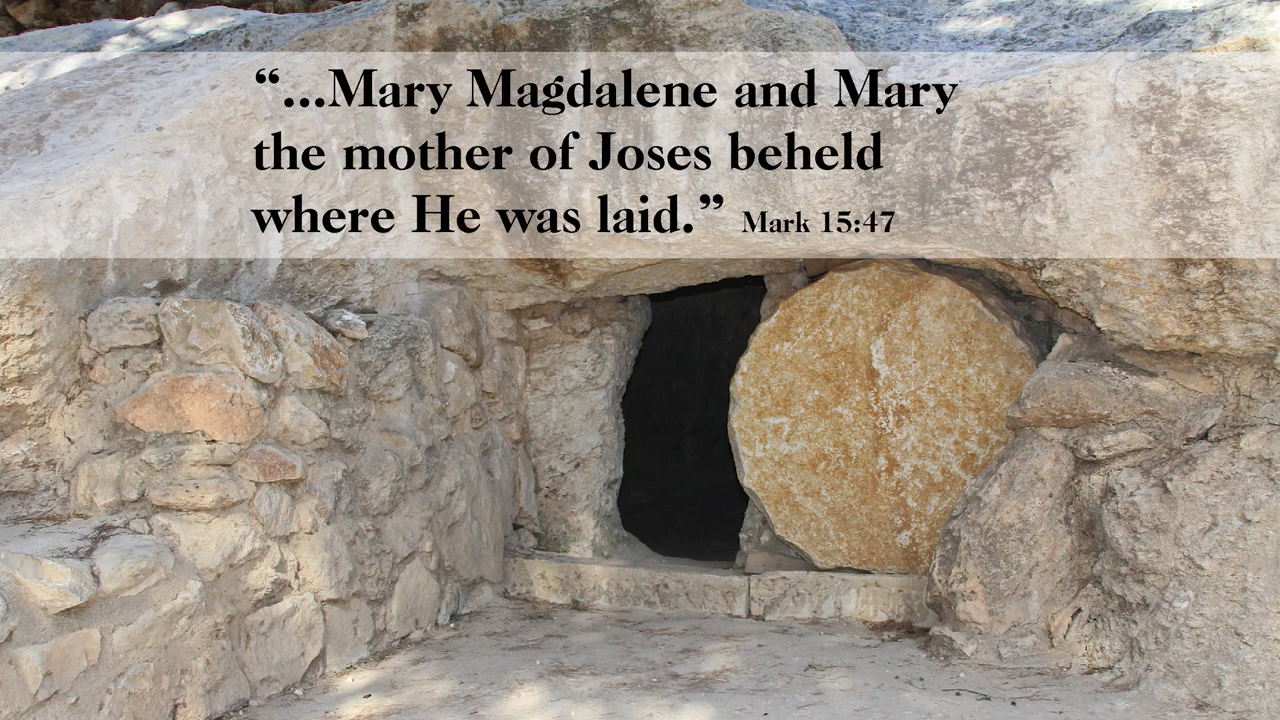 “...Mary Magdalene and Mary
the mother of Joses beheld
where He was laid.” Mark 15:47